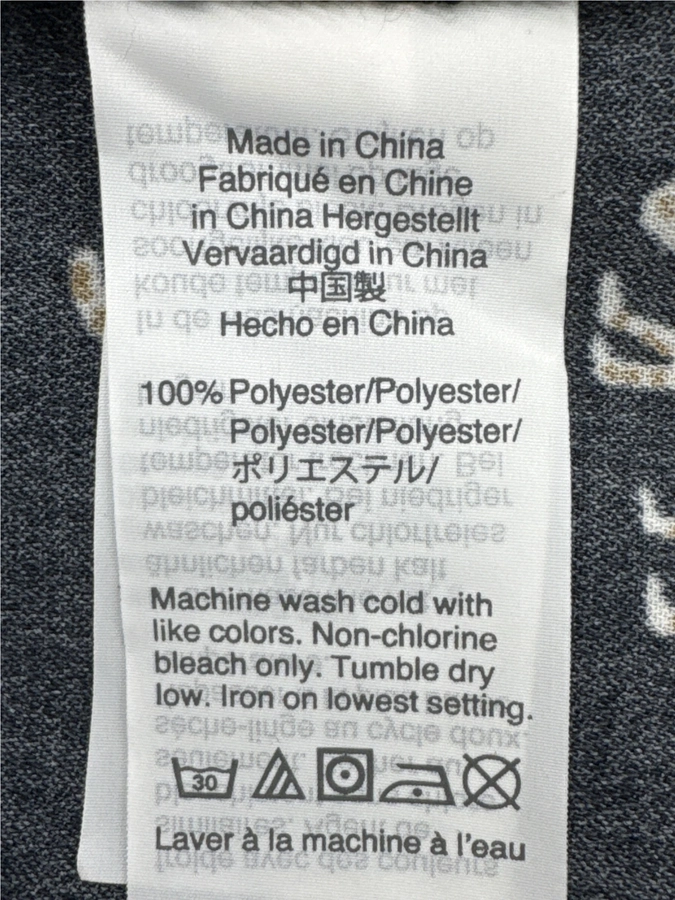 Made in China
Fabriqué en Chine
in China Hergestellt
Vervaardigd in China
中国製
Hecho en China
100% Polyester/Polyester/
Polyester/Polyester/
ポリエステル/
poliéster
Machine wash cold with
like colors. Non-chlorine
bleach only. Tumble dry
low. Iron on lowest setting.
30
Laver à la machine à l'eau